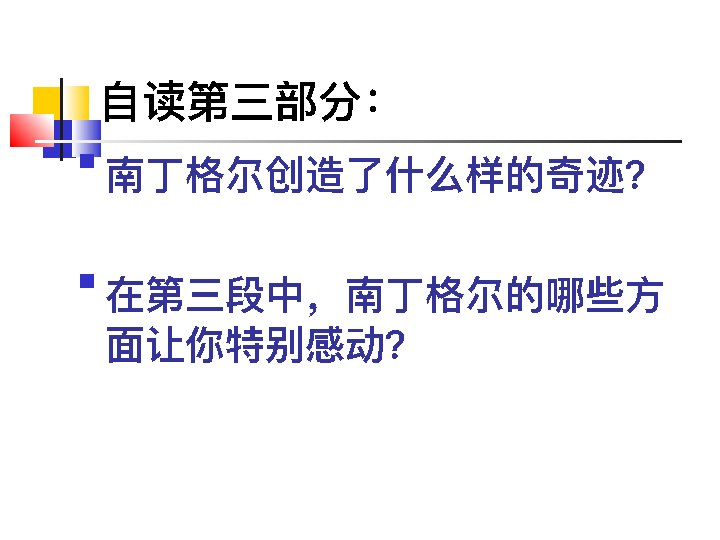 自读第三部分：
南丁格尔创造了什么样的奇迹？
在第三段中，南丁格尔的哪些方
面让你特别感动？